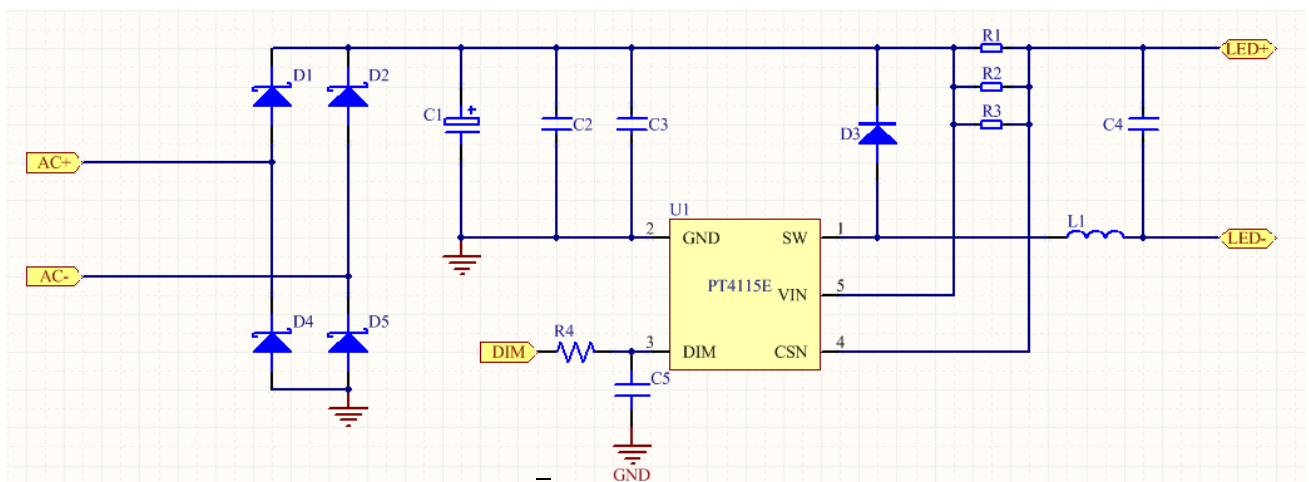 R1
LED+
D1
D2
R2
C1
C2
C3
R3
D3
C4
AC+
U1
2
GND
SW
1
L1
LED-
AC-
PT4115E
VIN
5
D4
D5
R4
DIM
3
DIM
CSN
4
C5
GND